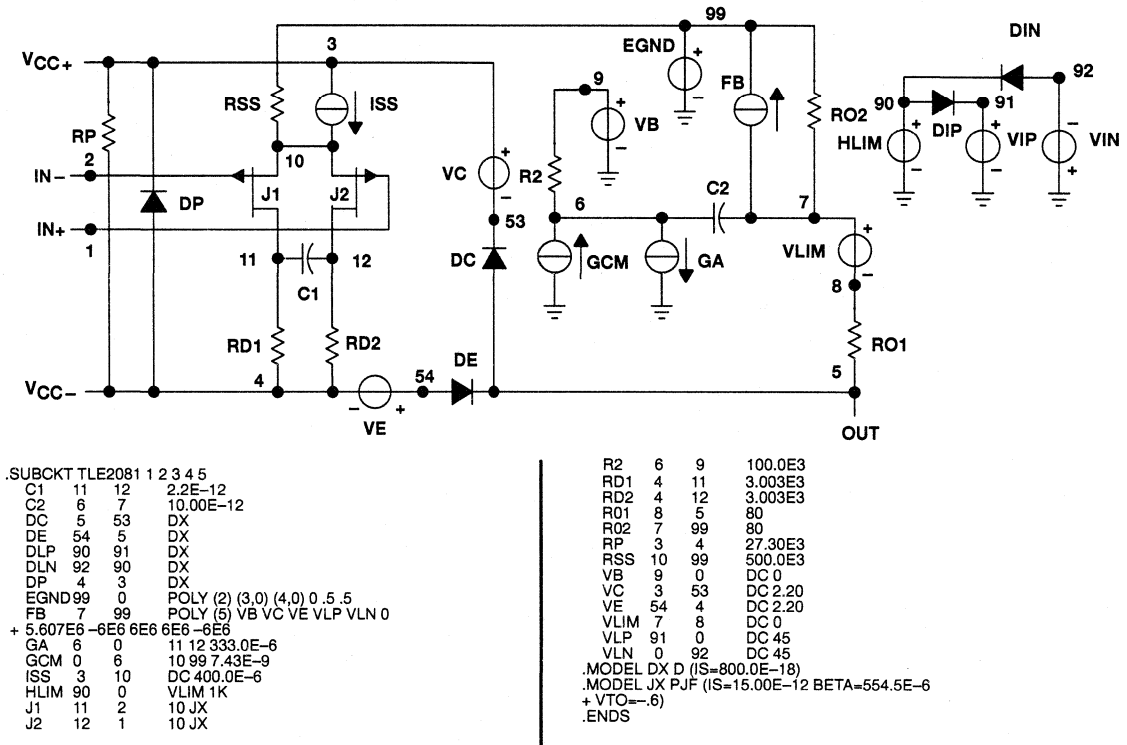 99
DIN
VCC+
3
EGND
+
–
9
FB
92
RSS
ISS
+
VB
–
RO2
90
91
DIP
HLIM
+
–
VIP
+
–
–
VIN
+
RP
2
10
IN–
J1
J2
VC
+
–
R2
C2
DP
6
7
IN+
1
53
GCM
GA
VLIM
+
–
11
12
DC
8
C1
RD1
RD2
DE
RO1
4
54
5
VCC–
–
+
VE
OUT
.SUBCKT TLE2081 1 2 3 4 5
C1 11 12 2.2E–12
C2 6 7 10.00E–12
DC 5 53 DX
DE 54 5 DX
DLP 90 91 DX
DLN 92 90 DX
DP 4 3 DX
EGND 99 0 POLY (2) (3,0) (4,0) 0 .5 .5
FB 7 99 POLY (5) VB VC VE VLP VLN 0
+ 5.607E6 –6E6 6E6 6E6 –6E6
GA 6 0 11 12 333.0E–6
GCM 0 6 10 99 7.43E–9
ISS 3 10 DC 400.0E–6
HLIM 90 0 VLIM 1K
J1 11 2 10 JX
J2 12 1 10 JX
R2 6 9 100.0E3
RD1 4 11 3.003E3
RD2 4 12 3.003E3
R01 8 5 80
R02 7 99 80
RP 3 4 27.30E3
RSS 10 99 500.0E3
VB 9 0 DC 0
VC 3 53 DC 2.20
VE 54 4 DC 2.20
VLIM 7 8 DC 0
VLP 91 0 DC 45
VLN 0 92 DC 45
.MODEL DX D (IS=800.0E–18)
.MODEL JX PJF (IS=15.00E–12 BETA=554.5E–6
+ VTO=–.6)
.ENDS